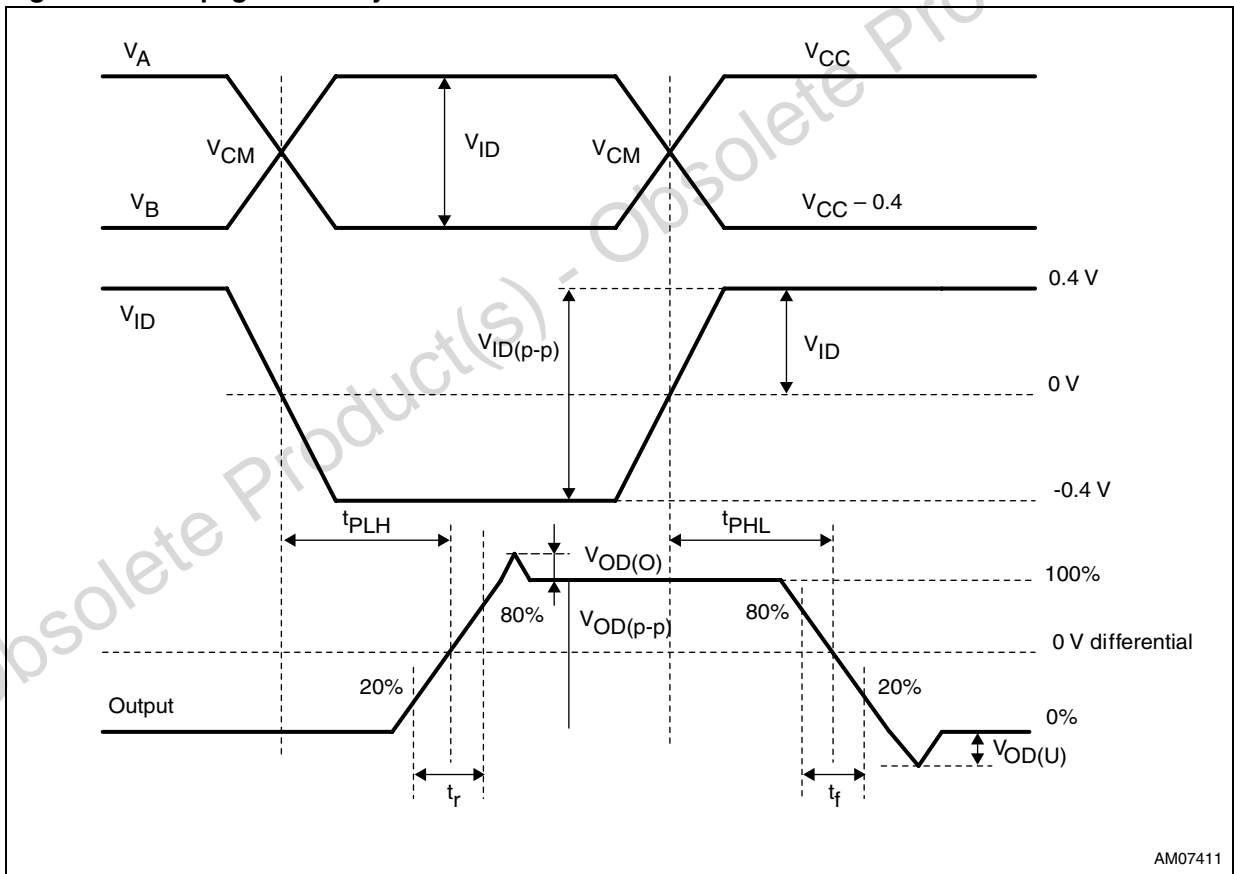 VA
VCC
VCM
VID
VCM
VB
VCC – 0.4
0.4 V
VID
VID(p-p)
VID
0 V
-0.4 V
tPLH
tPHL
VOD(O)
100%
80%
VOD(p-p)
80%
0 V differential
20%
20%
Output
0%
VOD(U)
tr
tf
AM07411
Obsolete Product(s) - Obsolete Pro